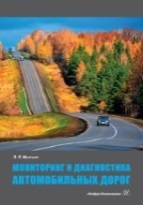 МОНИТОРИНГ И ДИАГНОСТИКА
АВТОМОБИЛЬНЫХ ДОРОГ